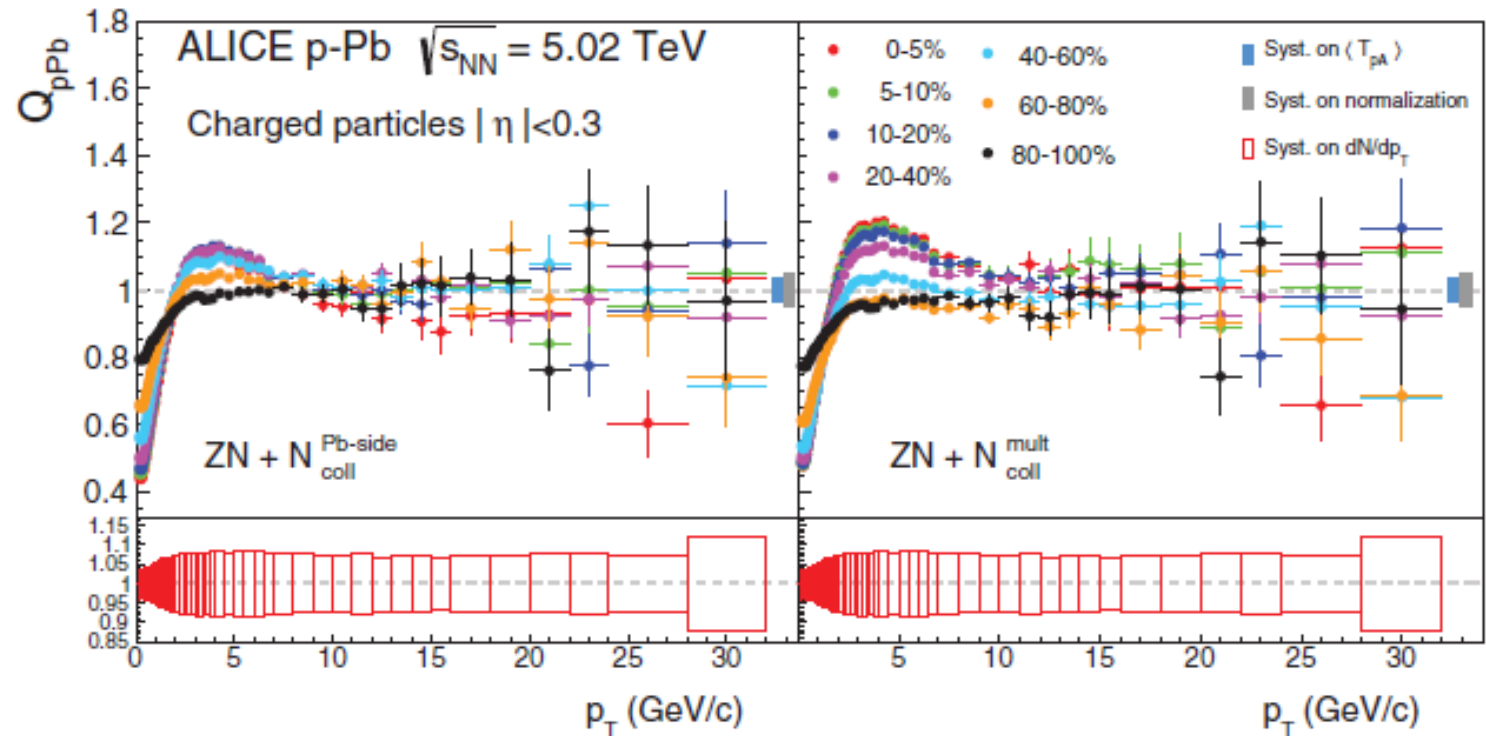 ALICE p-Pb √s_NN = 5.02 TeV
Charged particles | η |<0.3
Q_pPb
1.8
1.6
1.4
1.2
1
0.8
0.6
0.4
ZN + N_coll^Pb-side
0-5%
5-10%
10-20%
20-40%
40-60%
60-80%
80-100%
Syst. on ⟨ T_pA ⟩
Syst. on normalization
Syst. on dN/dp_T
ZN + N_coll^mult
1.15
1.1
1.05
1
0.95
0.9
0.85
0 5 10 15 20 25 30
5 10 15 20 25 30
p_T (GeV/c)
p_T (GeV/c)